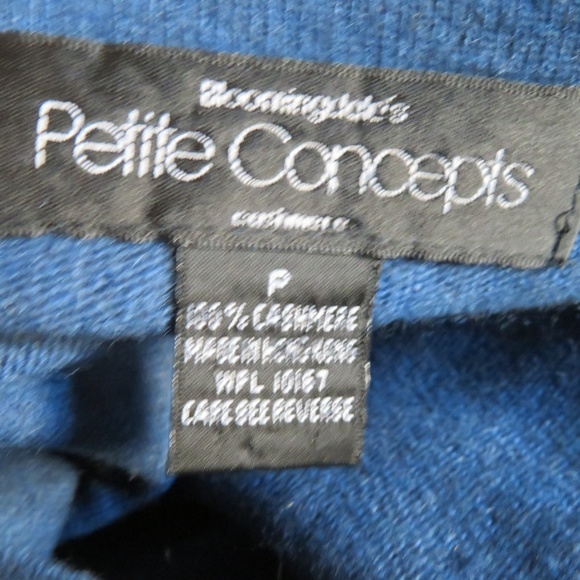 Bloomingdale's
Petite Concepts
cashmere
P
100% CASHMERE
MADE IN HONG KONG
WPL 10167
CARE SEE REVERSE